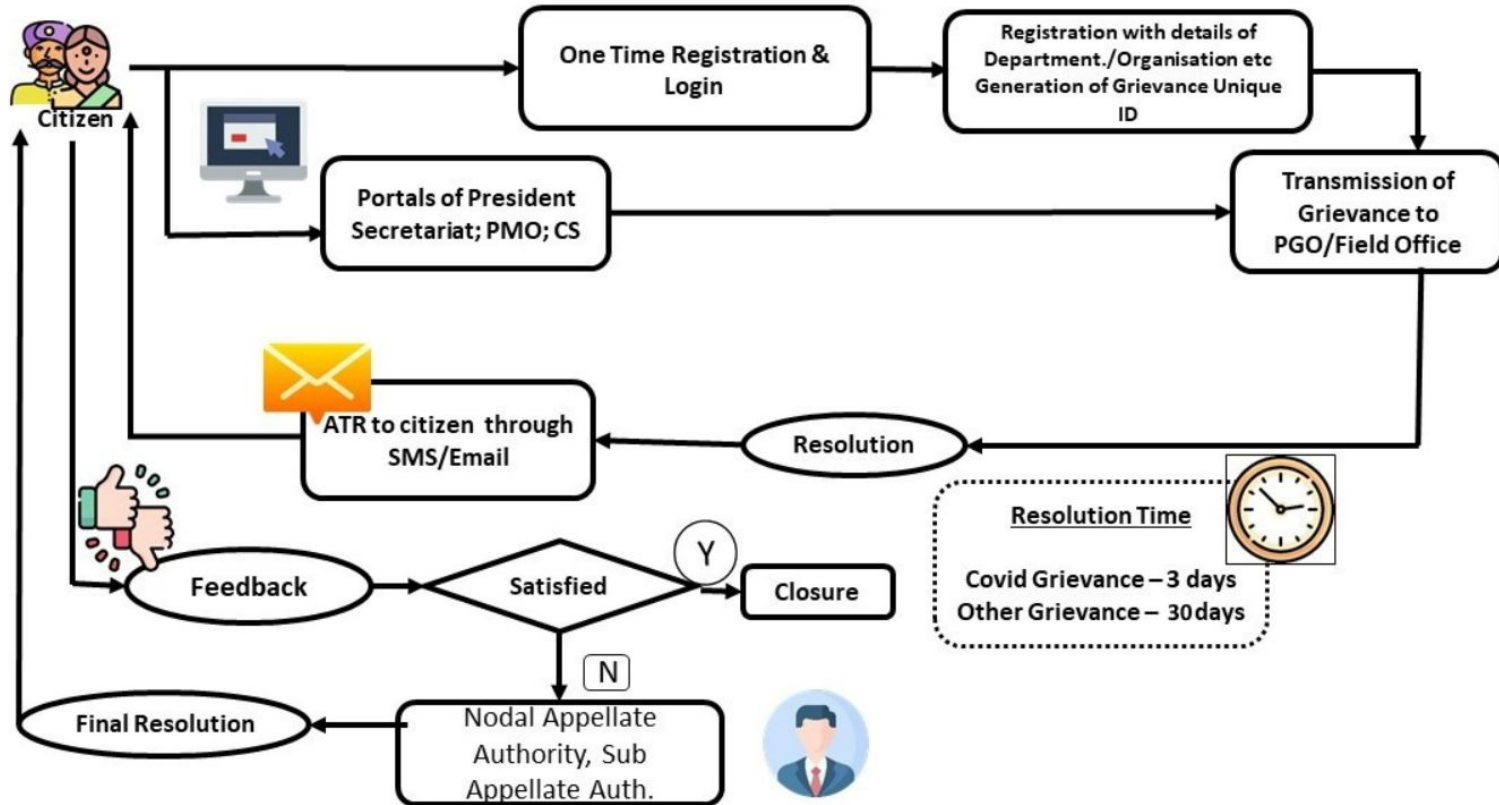 Citizen
One Time Registration &
Login
Registration with details of
Department./Organisation etc
Generation of Grievance Unique
ID
Portals of President
Secretariat; PMO; CS
Transmission of
Grievance to
PGO/Field Office
ATR to citizen through
SMS/Email
Resolution
Resolution Time
Covid Grievance – 3 days
Other Grievance – 30 days
Feedback
Satisfied
Y
Closure
N
Nodal Appellate
Authority, Sub
Appellate Auth.
Final Resolution